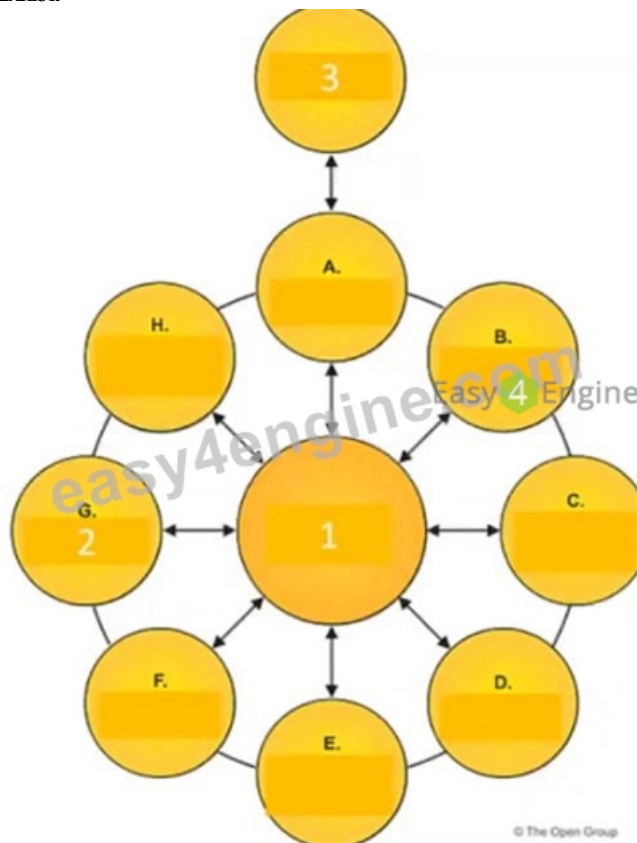 3
A.
H.
B.
Easy 4 Engine
easy4engine.com
G.
2
1
C.
F.
D.
E.
© The Open Group